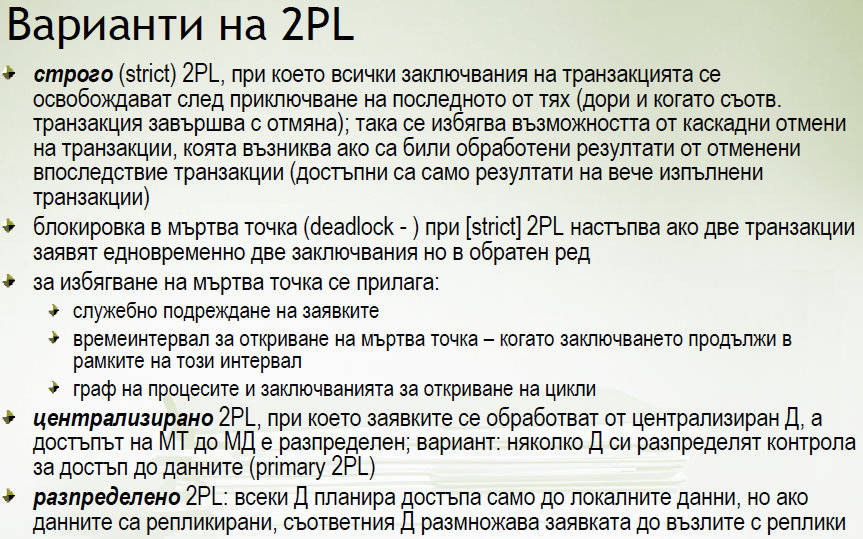 Варианти на 2PL
строго (strict) 2PL, при което всички заключвания на транзакцията се
освобождават след приключване на последното от тях (дори и когато съотв.
транзакция завършва с отмяна); така се избягва възможността от каскадни отмени
на транзакции, която възниква ако са били обработени резултати от отменени
впоследствие транзакции (достъпни са само резултати на вече изпълнени
транзакции)
блокировка в мъртва точка (deadlock - ) при [strict] 2PL настъпва ако две транзакции
заявят едновременно две заключвания но в обратен ред
за избягване на мъртва точка се прилага:
служебно подреждане на заявките
времеинтервал за откриване на мъртва точка – когато заключването продължи в
рамките на този интервал
граф на процесите и заключванията за откриване на цикли
централизирано 2PL, при което заявките се обработват от централизиран Д, а
достъпът на МТ до МД е разпределен; вариант: няколко Д си разпределят контрола
за достъп до данните (primary 2PL)
разпределено 2PL: всеки Д планира достъпа само до локалните данни, но ако
данните са репликирани, съответния Д размножава заявката до възлите с реплики